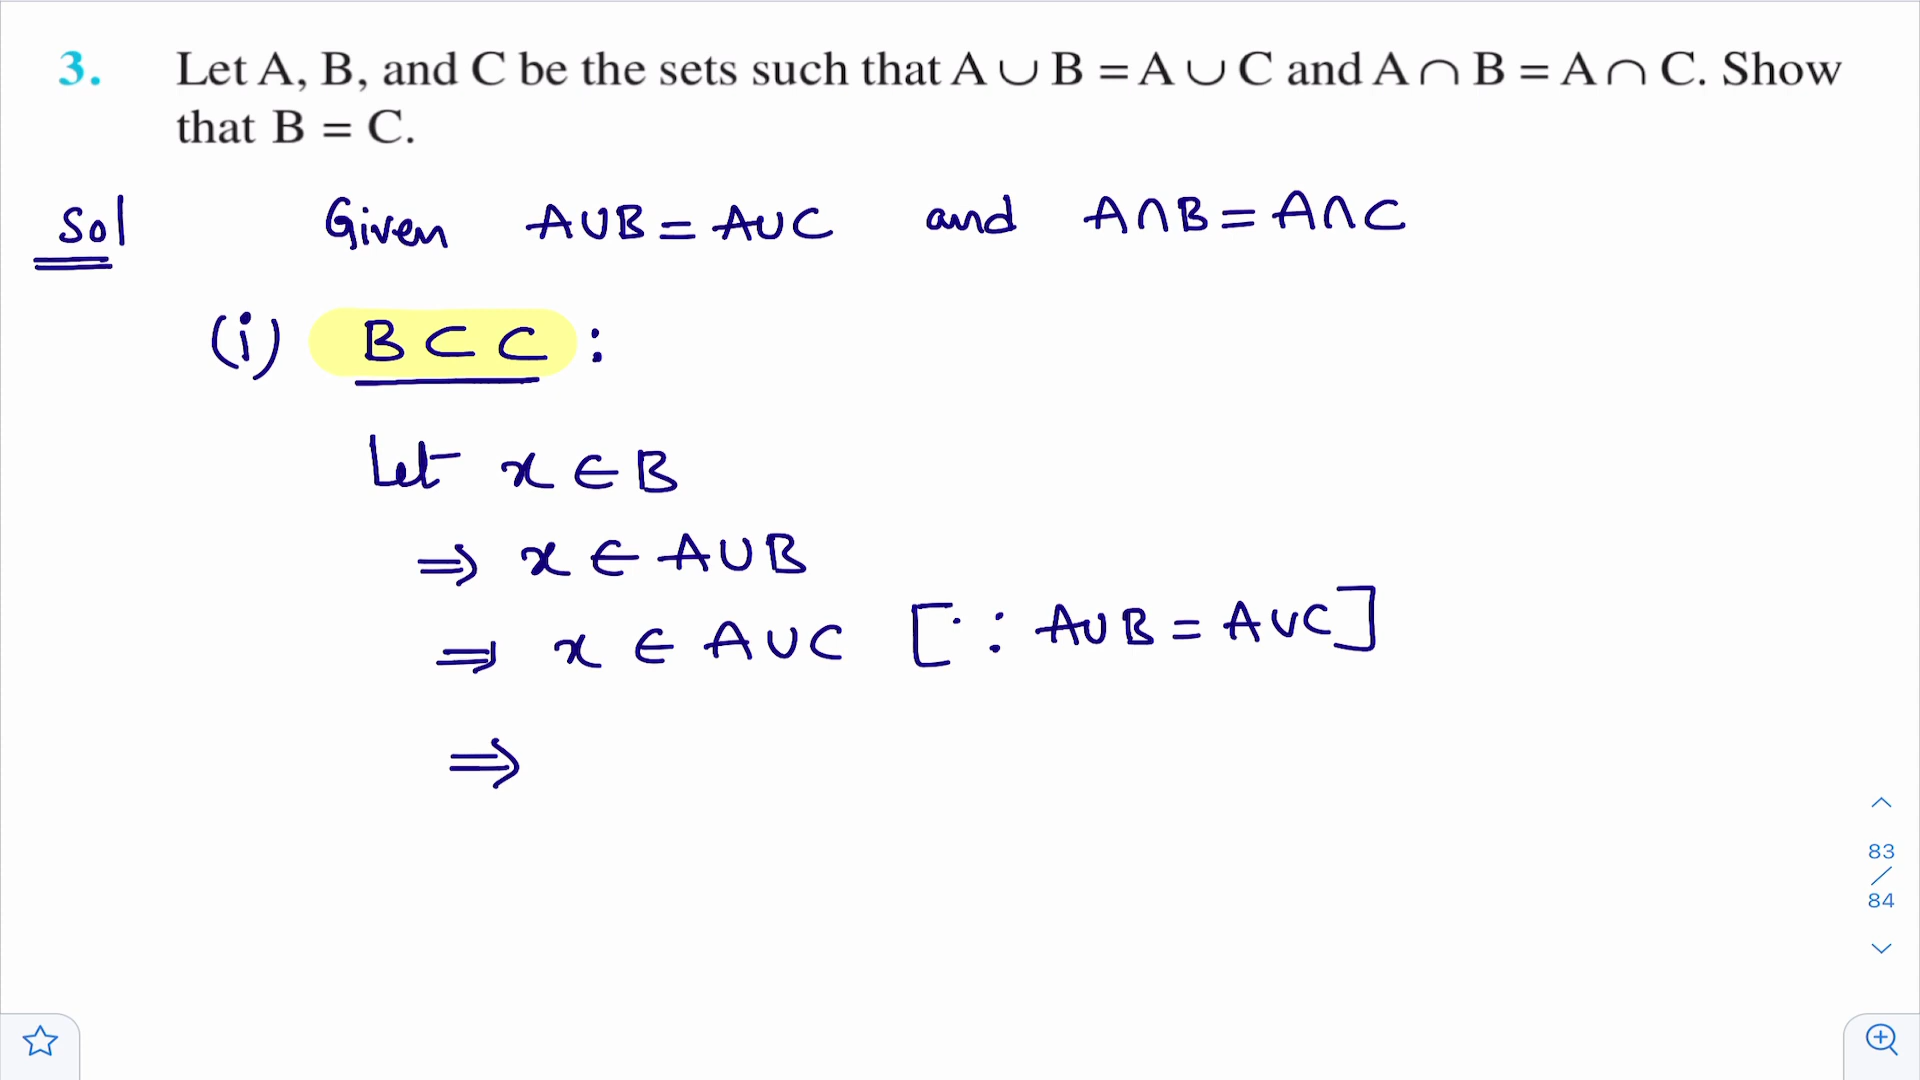 3. Let A, B, and C be the sets such that A ∪ B = A ∪ C and A ∩ B = A ∩ C. Show
that B = C.
Sol Given A∪B = A∪C and A∩B = A∩C
(i) B ⊂ C :
Let x ∈ B
⇒ x ∈ A∪B
⇒ x ∈ A∪C [∵ A∪B = A∪C]
⇒
83
/
84